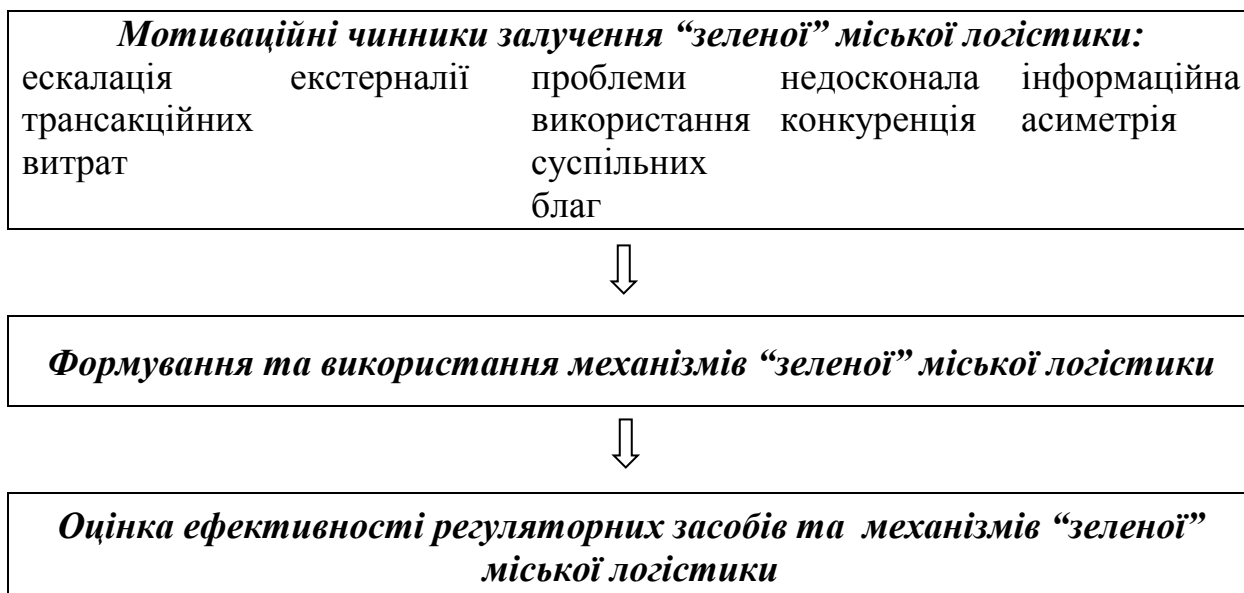 Мотиваційні чинники залучення “зеленої” міської логістики:
ескалація екстерналії проблеми недосконала інформаційна
трансакційних використання конкуренція асиметрія
витрат суспільних
благ
Формування та використання механізмів “зеленої” міської логістики
Оцінка ефективності регуляторних засобів та механізмів “зеленої”
міської логістики